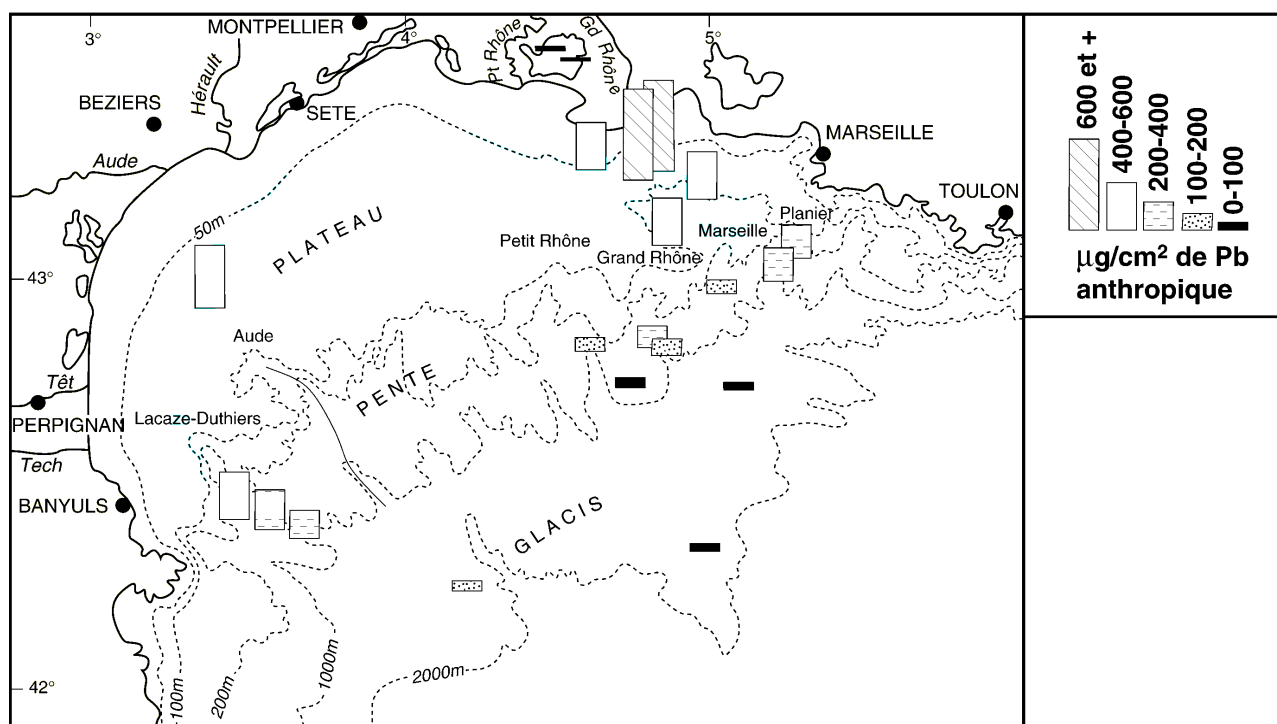 MONTPELLIER
3°
4°
5°
Pt Rhône
Gd Rhône
Hérault
BEZIERS
SETE
MARSEILLE
Aude
TOULON
50m
PLATEAU
Planier
Marseille
Petit Rhône
Grand Rhône
43°
Aude
PENTE
Têt
PERPIGNAN
Lacaze-Duthiers
Tech
BANYULS
GLACIS
42°
100m
200m
1000m
2000m
600 et +
400-600
200-400
100-200
0-100
µg/cm² de Pb
anthropique